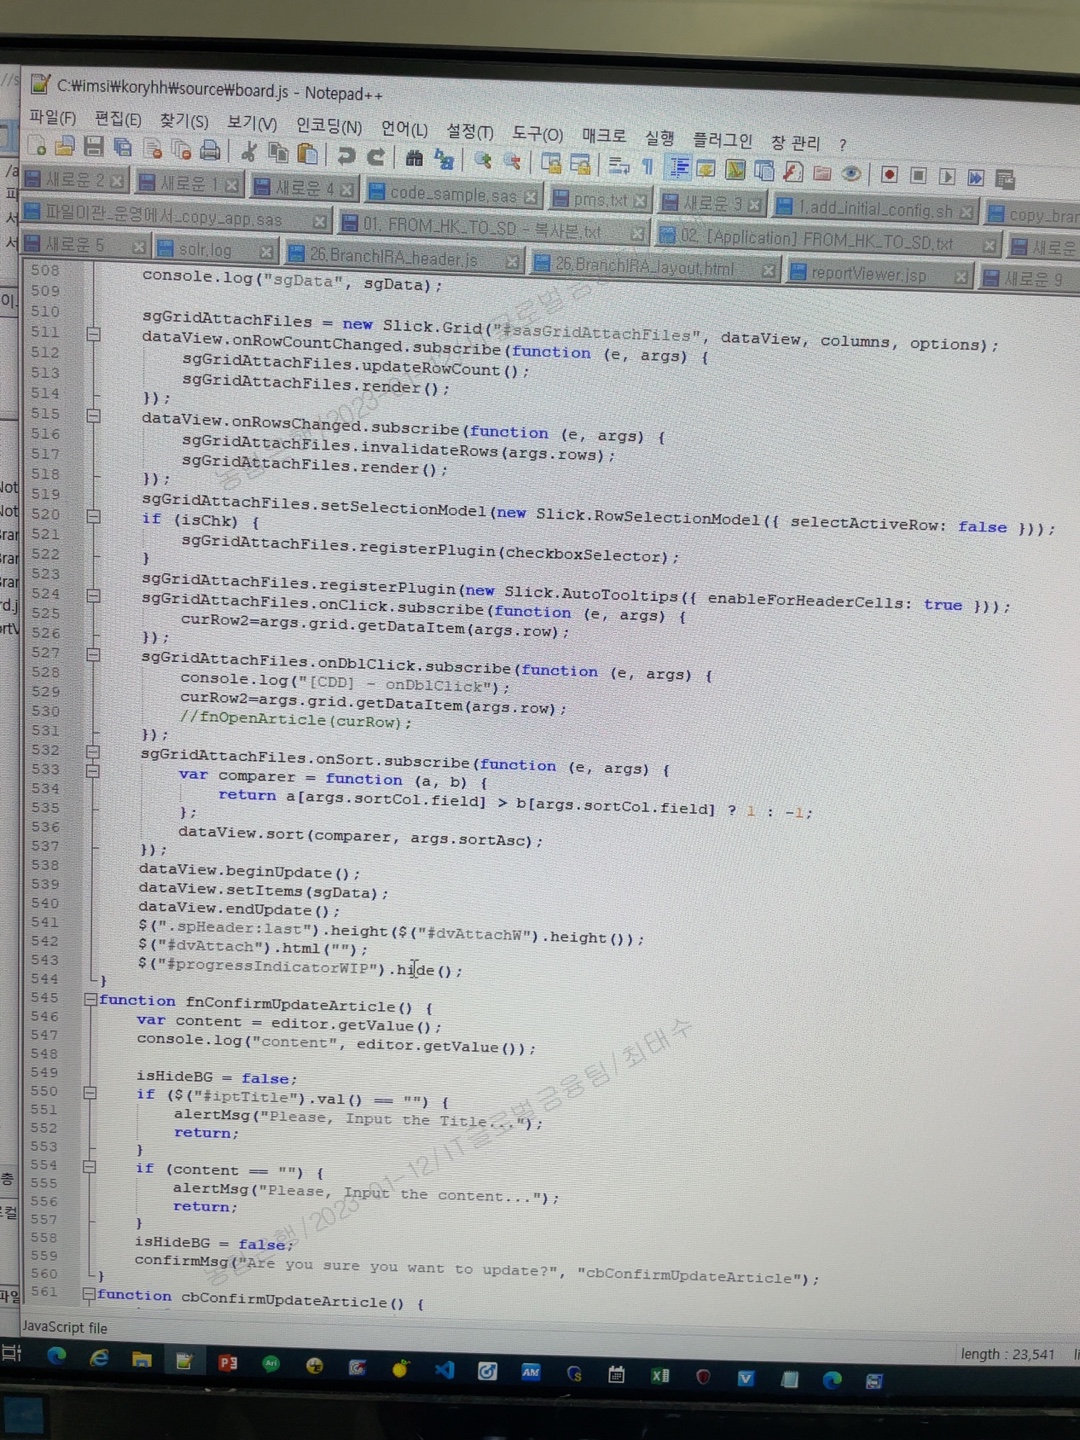 C:₩imsi₩koryhh₩source₩board.js - Notepad++
파일(F) 편집(E) 찾기(S) 보기(V) 인코딩(N) 언어(L) 설정(T) 도구(O) 매크로 실행 플러그인 창 관리 ?
새로운 2 새로운 1 새로운 4 code_sample.sas pms.txt 새로운 3 1.add_initial_config.sh copy_bran
파일이관_운영에서_copy_app.sas 01. FROM_HK_TO_SD - 복사본.txt 02. [Application] FROM_HK_TO_SD.txt 새로운
새로운 5 solr.log 26.BranchIRA_header.js 26.BranchIRA_layout.html reportViewer.jsp 새로운 9
508 console.log("sgData", sgData);
509
510 sgGridAttachFiles = new Slick.Grid("#sasGridAttachFiles", dataView, columns, options);
511 dataView.onRowCountChanged.subscribe(function (e, args) {
512 sgGridAttachFiles.updateRowCount();
513 sgGridAttachFiles.render();
514 });
515 dataView.onRowsChanged.subscribe(function (e, args) {
516 sgGridAttachFiles.invalidateRows(args.rows);
517 sgGridAttachFiles.render();
518 });
519 sgGridAttachFiles.setSelectionModel(new Slick.RowSelectionModel({ selectActiveRow: false }));
520 if (isChk) {
521 sgGridAttachFiles.registerPlugin(checkboxSelector);
522 }
523 sgGridAttachFiles.registerPlugin(new Slick.AutoTooltips({ enableForHeaderCells: true }));
524 sgGridAttachFiles.onClick.subscribe(function (e, args) {
525 curRow2=args.grid.getDataItem(args.row);
526 });
527 sgGridAttachFiles.onDblClick.subscribe(function (e, args) {
528 console.log("[CDD] - onDblClick");
529 curRow2=args.grid.getDataItem(args.row);
530 //fnOpenArticle(curRow);
531 });
532 sgGridAttachFiles.onSort.subscribe(function (e, args) {
533 var comparer = function (a, b) {
534 return a[args.sortCol.field] > b[args.sortCol.field] ? 1 : -1;
535 };
536 dataView.sort(comparer, args.sortAsc);
537 });
538 dataView.beginUpdate();
539 dataView.setItems(sgData);
540 dataView.endUpdate();
541 $(".spHeader:last").height($("#dvAttachW").height());
542 $("#dvAttach").html("");
543 $("#progressIndicatorWIP").hide();
544 }
545 function fnConfirmUpdateArticle() {
546 var content = editor.getValue();
547 console.log("content", editor.getValue());
548
549 isHideBG = false;
550 if ($("#iptTitle").val() == "") {
551 alertMsg("Please, Input the Title...");
552 return;
553 }
554 if (content == "") {
555 alertMsg("Please, Input the content...");
556 return;
557 }
558 isHideBG = false;
559 confirmMsg("Are you sure you want to update?", "cbConfirmUpdateArticle");
560 }
561 function cbConfirmUpdateArticle() {
/2023-01-12/IT글로벌금융팀/최태수
JavaScript file
length : 23,541 li